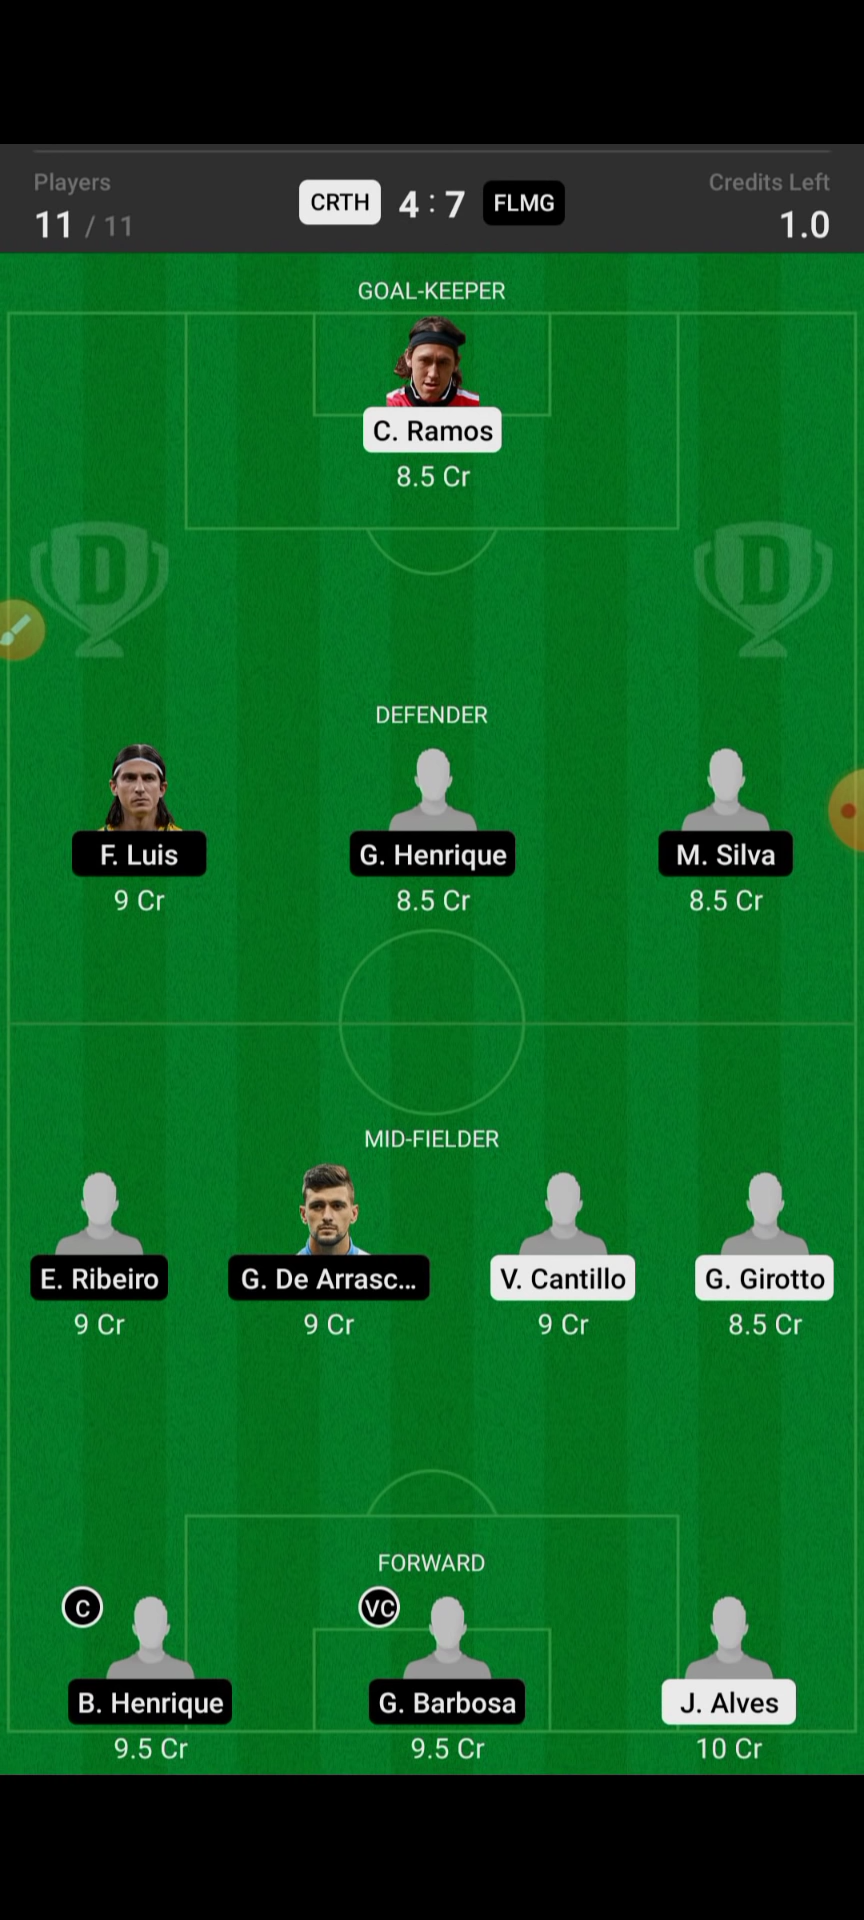 Players
11 / 11
CRTH 4 : 7 FLMG
Credits Left
1.0
GOAL-KEEPER
C. Ramos
8.5 Cr
D D
DEFENDER
F. Luis G. Henrique M. Silva
9 Cr 8.5 Cr 8.5 Cr
MID-FIELDER
E. Ribeiro G. De Arrasc... V. Cantillo G. Girotto
9 Cr 9 Cr 9 Cr 8.5 Cr
FORWARD
C VC
B. Henrique G. Barbosa J. Alves
9.5 Cr 9.5 Cr 10 Cr